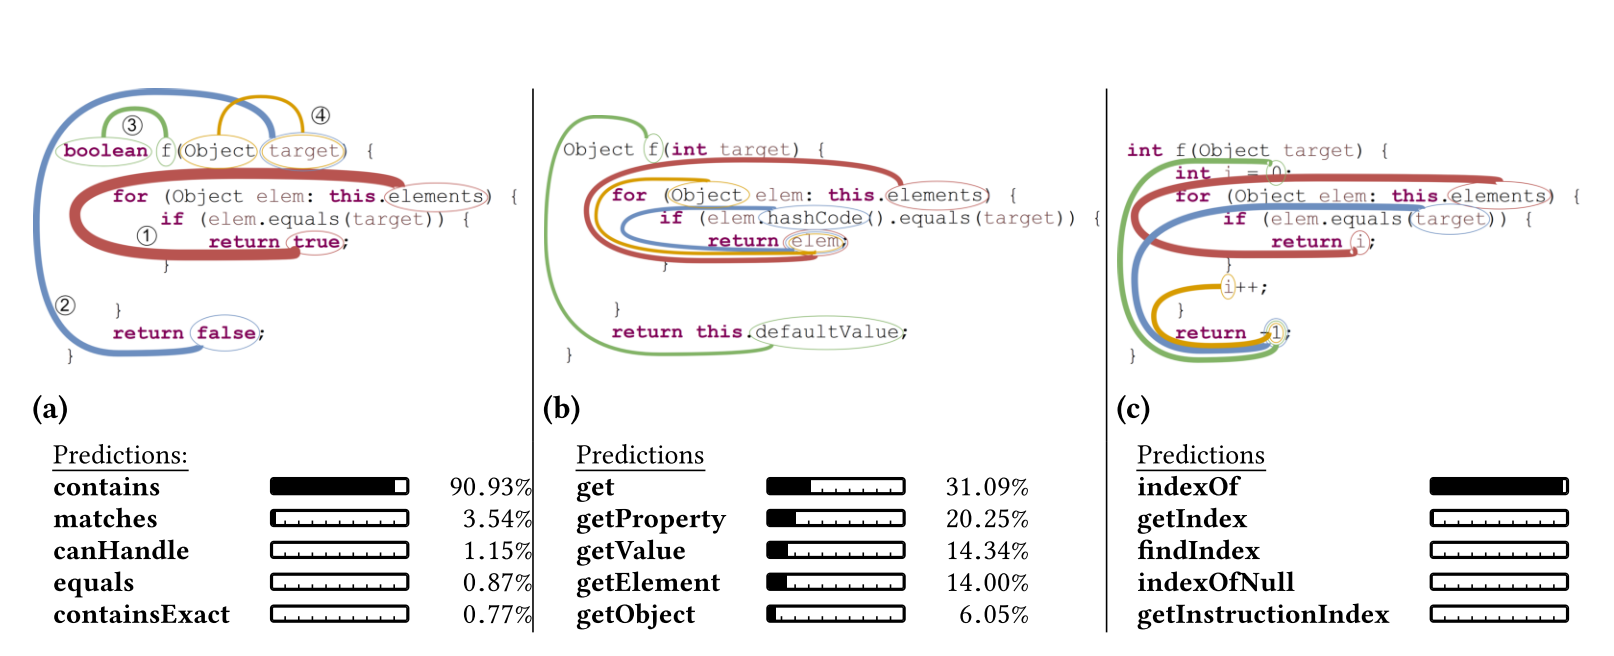 ③
④
boolean f(Object target) {
for (Object elem: this.elements) {
if (elem.equals(target)) {
① return true;
}
②
}
return false;
}
(a)
Predictions:
contains 90.93%
matches 3.54%
canHandle 1.15%
equals 0.87%
containsExact 0.77%
Object f(int target) {
for (Object elem: this.elements) {
if (elem.hashCode().equals(target)) {
return elem;
}
}
return this.defaultValue;
}
(b)
Predictions
get 31.09%
getProperty 20.25%
getValue 14.34%
getElement 14.00%
getObject 6.05%
int f(Object target) {
int i = 0;
for (Object elem: this.elements) {
if (elem.equals(target)) {
return i;
}
i++;
}
return -1;
}
(c)
Predictions
indexOf
getIndex
findIndex
indexOfNull
getInstructionIndex